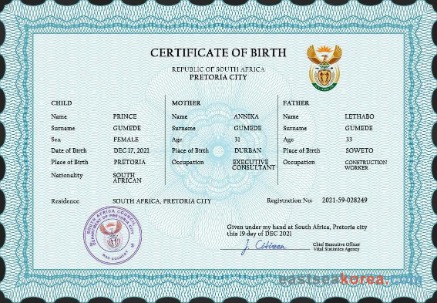 CERTIFICATE OF BIRTH
REPUBLIC OF SOUTH AFRICA
PRETORIA CITY
CHILD
Name PRINCE
Surname GUMEDE
Sex FEMALE
Date of Birth DEC 17, 2021
Place of Birth PRETORIA
Nationality SOUTH AFRICAN
MOTHER
Name ANNIKA
Surname GUMEDE
Age 31
Place of Birth DURBAN
Occupation EXECUTIVE CONSULTANT
FATHER
Name LETHABO
Surname GUMEDE
Age 33
Place of Birth SOWETO
Occupation CONSTRUCTION WORKER
Residence SOUTH AFRICA, PRETORIA CITY
Registration No 2021-59-028249
Given under my hand at South Africa, Pretoria city
this 19 day of DEC 2021
Chief Executive Officer
Vital Statistics Agency
eastseakorea.com